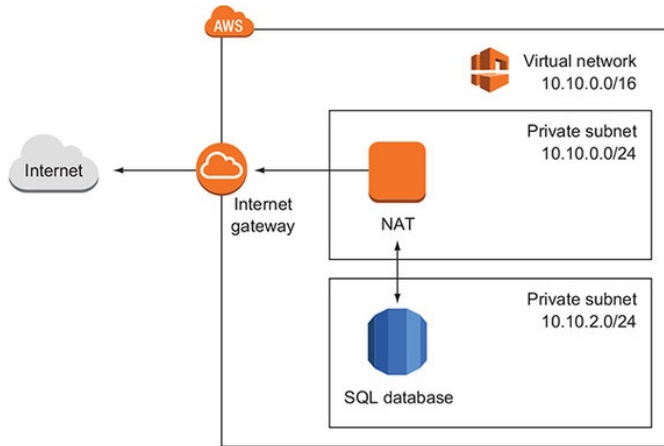 AWS
Virtual network
10.10.0.0/16
Private subnet
10.10.0.0/24
Internet
Internet
gateway
NAT
Private subnet
10.10.2.0/24
SQL database